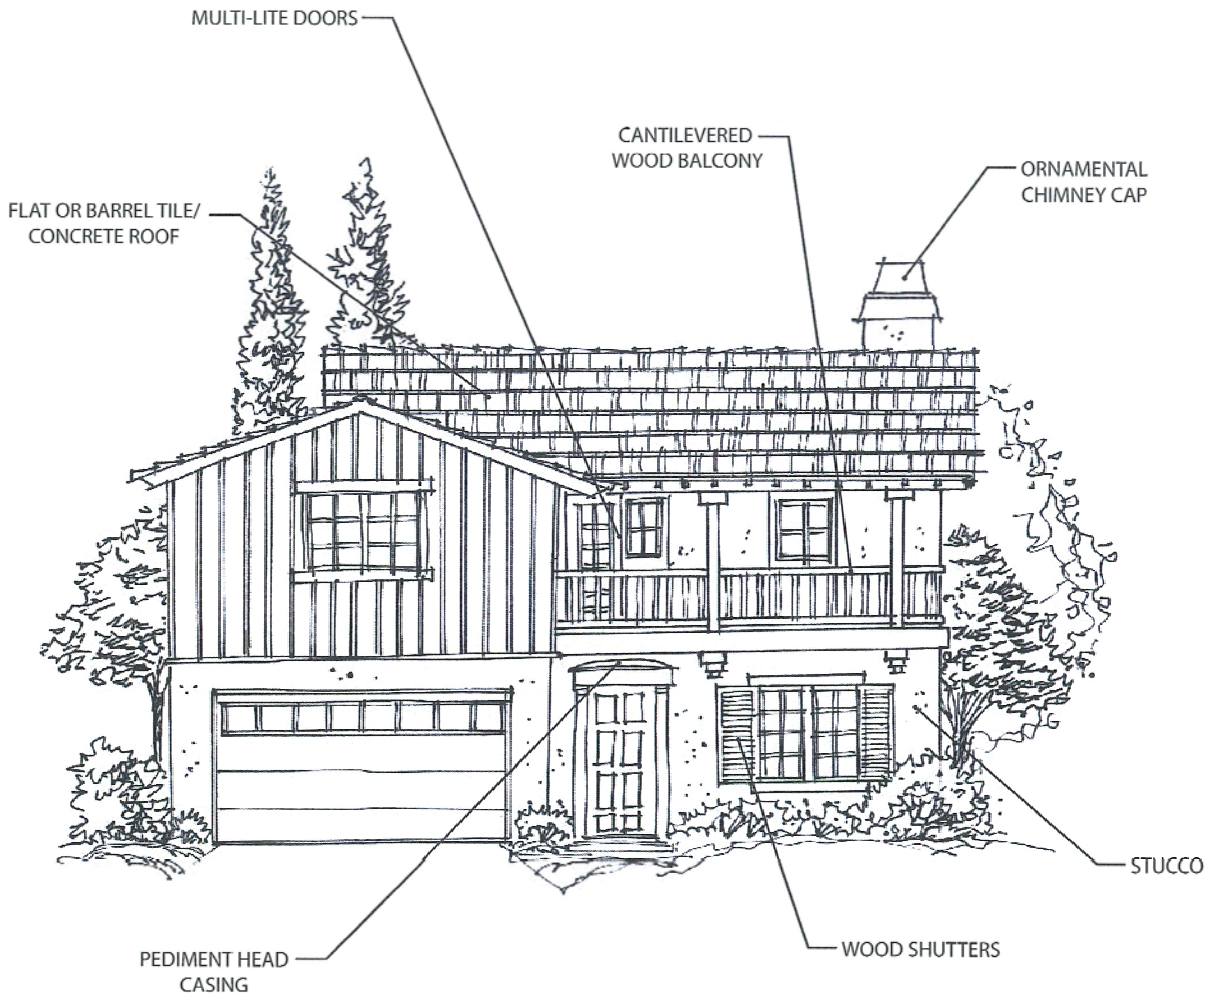 MULTI-LITE DOORS
CANTILEVERED
WOOD BALCONY
ORNAMENTAL
CHIMNEY CAP
FLAT OR BARREL TILE/
CONCRETE ROOF
STUCCO
WOOD SHUTTERS
PEDIMENT HEAD
CASING